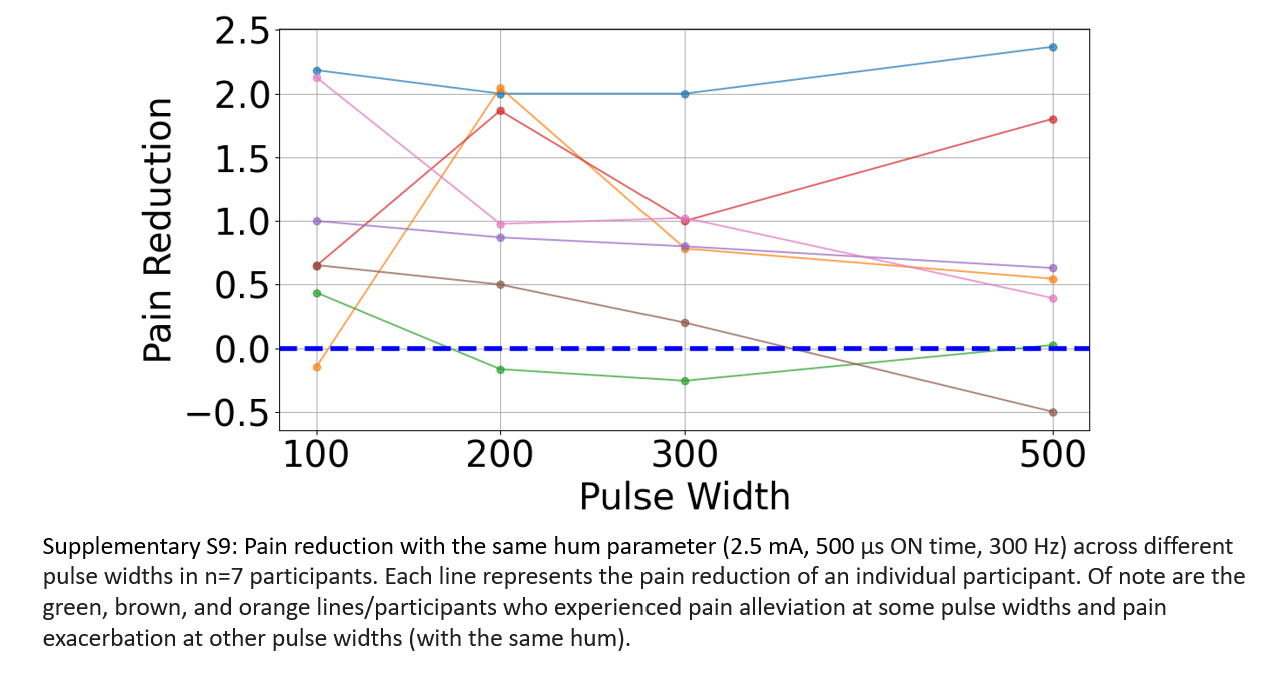 2.5
2.0
1.5
1.0
0.5
0.0
−0.5
Pain Reduction
100 200 300 500
Pulse Width
Supplementary S9: Pain reduction with the same hum parameter (2.5 mA, 500 µs ON time, 300 Hz) across different
pulse widths in n=7 participants. Each line represents the pain reduction of an individual participant. Of note are the
green, brown, and orange lines/participants who experienced pain alleviation at some pulse widths and pain
exacerbation at other pulse widths (with the same hum).